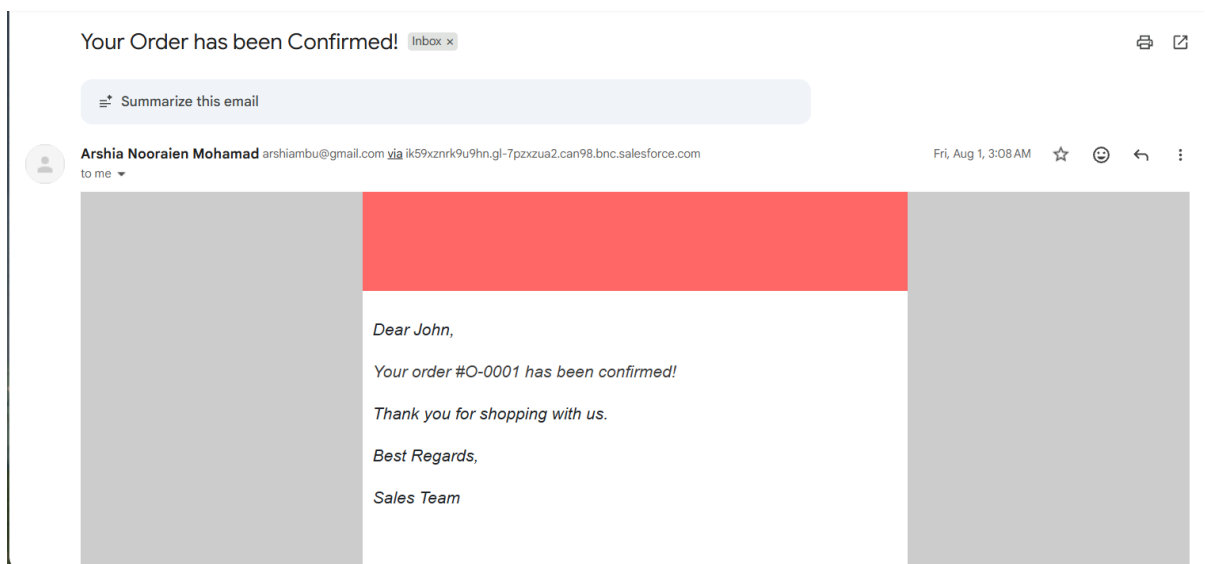 Your Order has been Confirmed! Inbox ×
Summarize this email
Arshia Nooraien Mohamad arshiambu@gmail.com via ik59xznrk9u9hn.gl-7pzxzua2.can98.bnc.salesforce.com Fri, Aug 1, 3:08 AM
to me
Dear John,
Your order #O-0001 has been confirmed!
Thank you for shopping with us.
Best Regards,
Sales Team